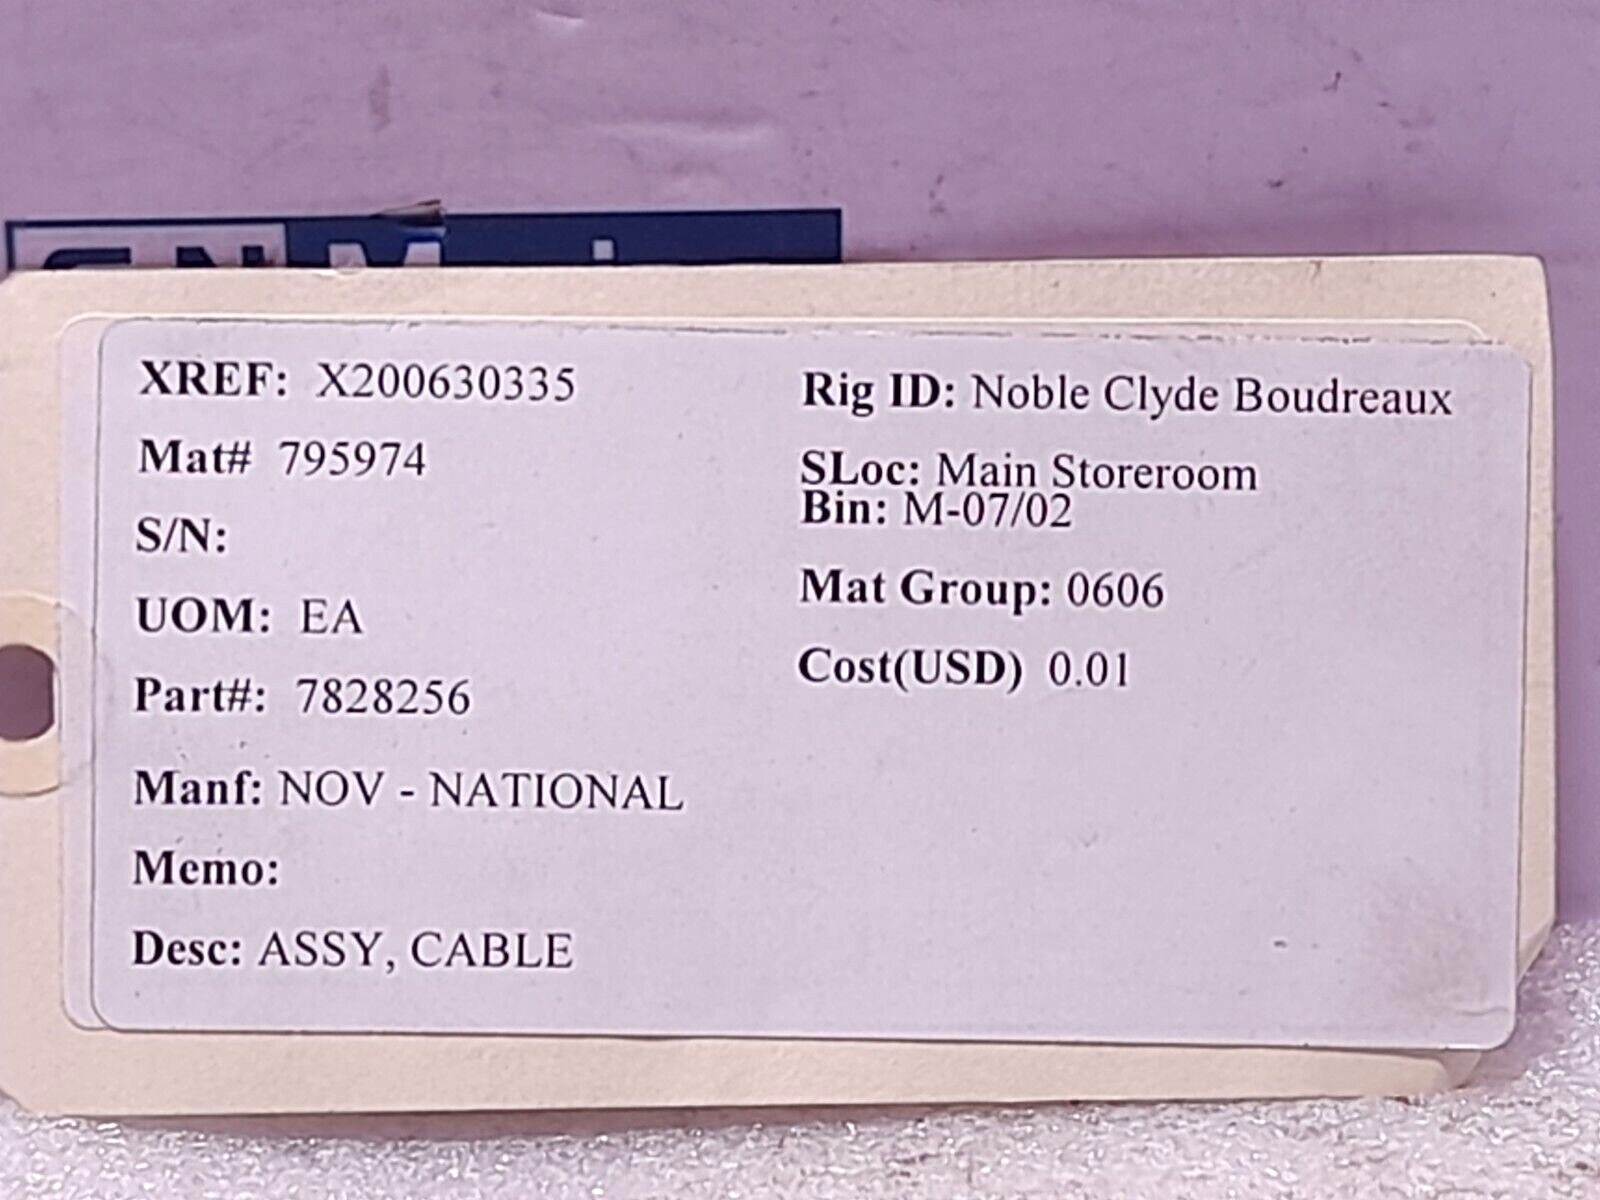 XREF: X200630335
Mat# 795974
S/N:
UOM: EA
Part#: 7828256
Manf: NOV - NATIONAL
Memo:
Desc: ASSY, CABLE
Rig ID: Noble Clyde Boudreaux
SLoc: Main Storeroom
Bin: M-07/02
Mat Group: 0606
Cost(USD) 0.01